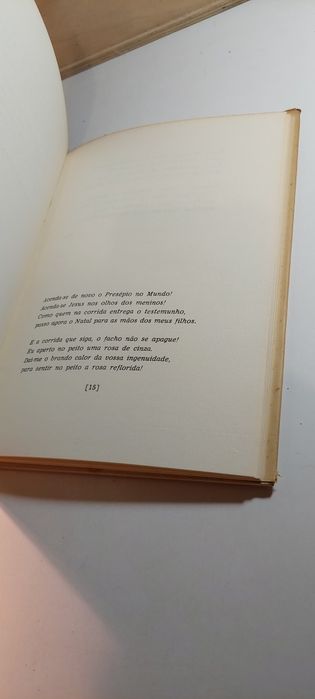 Acenda-se de novo o Presépio no Mundo!
Acenda-se Jesus nos olhos dos meninos!
Como quem na corrida entrega o testemunho,
passo agora o Natal para as mãos dos meus filhos.
E a corrida que siga, o facho não se apague!
Eu aperto no peito uma rosa de cinza.
Dai-me o brando calor da vossa ingenuidade,
para sentir no peito a rosa reflorida!
[15]